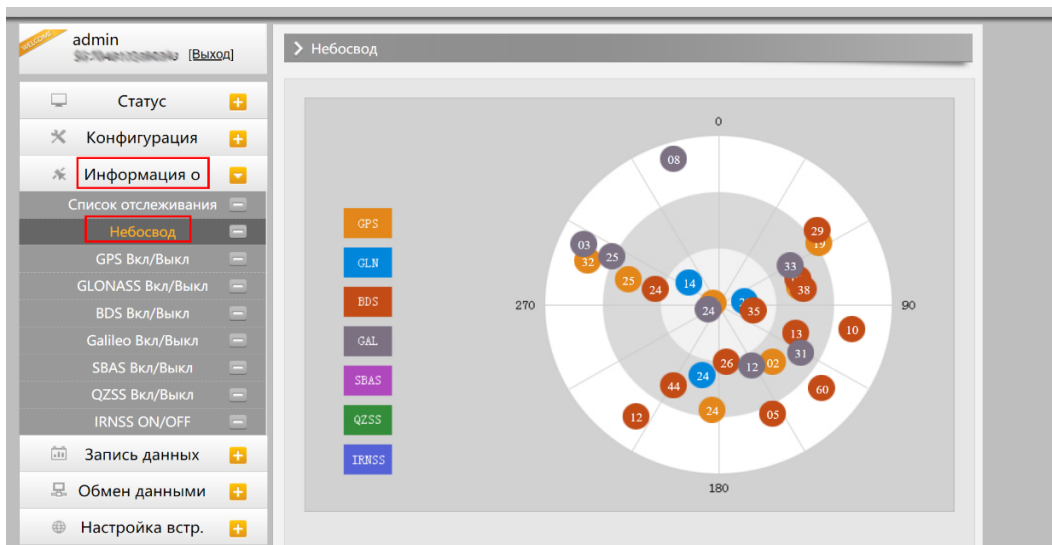 WELCOME
admin
[Выход]
Статус
Конфигурация
Информация о
Список отслеживания
Небосвод
GPS Вкл/Выкл
GLONASS Вкл/Выкл
BDS Вкл/Выкл
Galileo Вкл/Выкл
SBAS Вкл/Выкл
QZSS Вкл/Выкл
IRNSS ON/OFF
Запись данных
Обмен данными
Настройка встр.
Небосвод
GPS
GLN
BDS
GAL
SBAS
QZSS
IRNSS
0
08
29
19
03
25
32
33
25
14
24
38
270
24
35
90
10
13
31
26
12
02
24
44
60
12
24
05
180